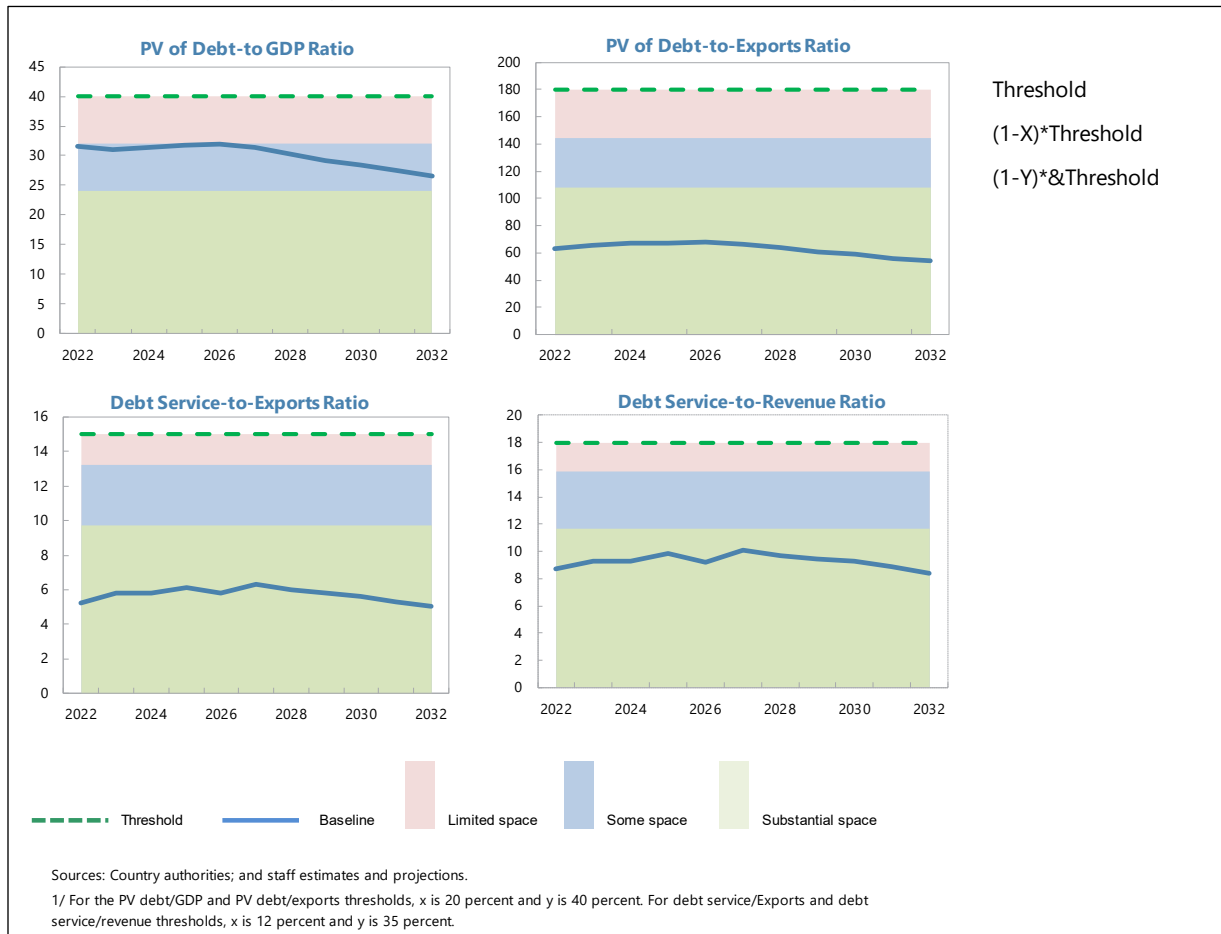 PV of Debt-to GDP Ratio
45
40
35
30
25
20
15
10
5
0
2022 2024 2026 2028 2030 2032
PV of Debt-to-Exports Ratio
200
180
160
140
120
100
80
60
40
20
0
2022 2024 2026 2028 2030 2032
Threshold
(1-X)*Threshold
(1-Y)*&Threshold
Debt Service-to-Exports Ratio
16
14
12
10
8
6
4
2
0
2022 2024 2026 2028 2030 2032
Debt Service-to-Revenue Ratio
20
18
16
14
12
10
8
6
4
2
0
2022 2024 2026 2028 2030 2032
Threshold Baseline Limited space Some space Substantial space
Sources: Country authorities; and staff estimates and projections.
1/ For the PV debt/GDP and PV debt/exports thresholds, x is 20 percent and y is 40 percent. For debt service/Exports and debt
service/revenue thresholds, x is 12 percent and y is 35 percent.